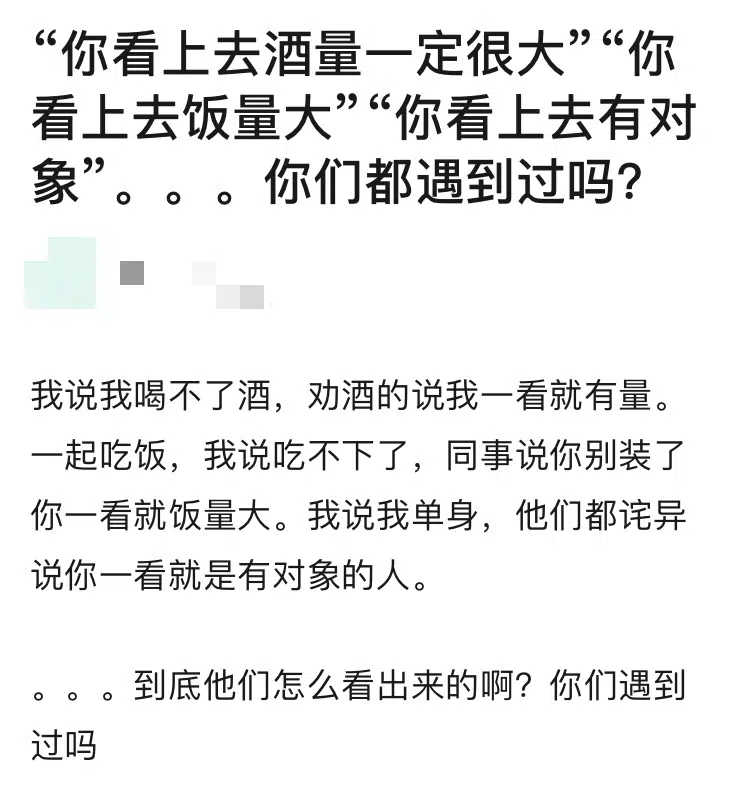 “你看上去酒量一定很大”“你
看上去饭量大”“你看上去有对
象”。。。你们都遇到过吗?
我说我喝不了酒，劝酒的说我一看就有量。
一起吃饭，我说吃不下了，同事说你别装了
你一看就饭量大。我说我单身，他们都诧异
说你一看就是有对象的人。
。。。到底他们怎么看出来的啊？你们遇到
过吗